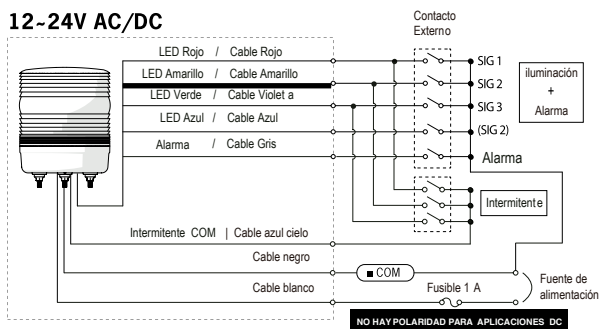 12~24V AC/DC
Contacto
Externo
LED Rojo / Cable Rojo
SIG 1
LED Amarillo / Cable Amarillo
SIG 2
LED Verde / Cable Violet a
SIG 3
LED Azul / Cable Azul
(SIG 2)
Alarma / Cable Gris
Alarma
iluminación
+
Alarma
Intermitente
Intermitente COM | Cable azul cielo
Cable negro
COM
Cable blanco
Fusible 1 A
Fuente de
alimentación
NO HAY POLARIDAD PARA APLICACIONES DC